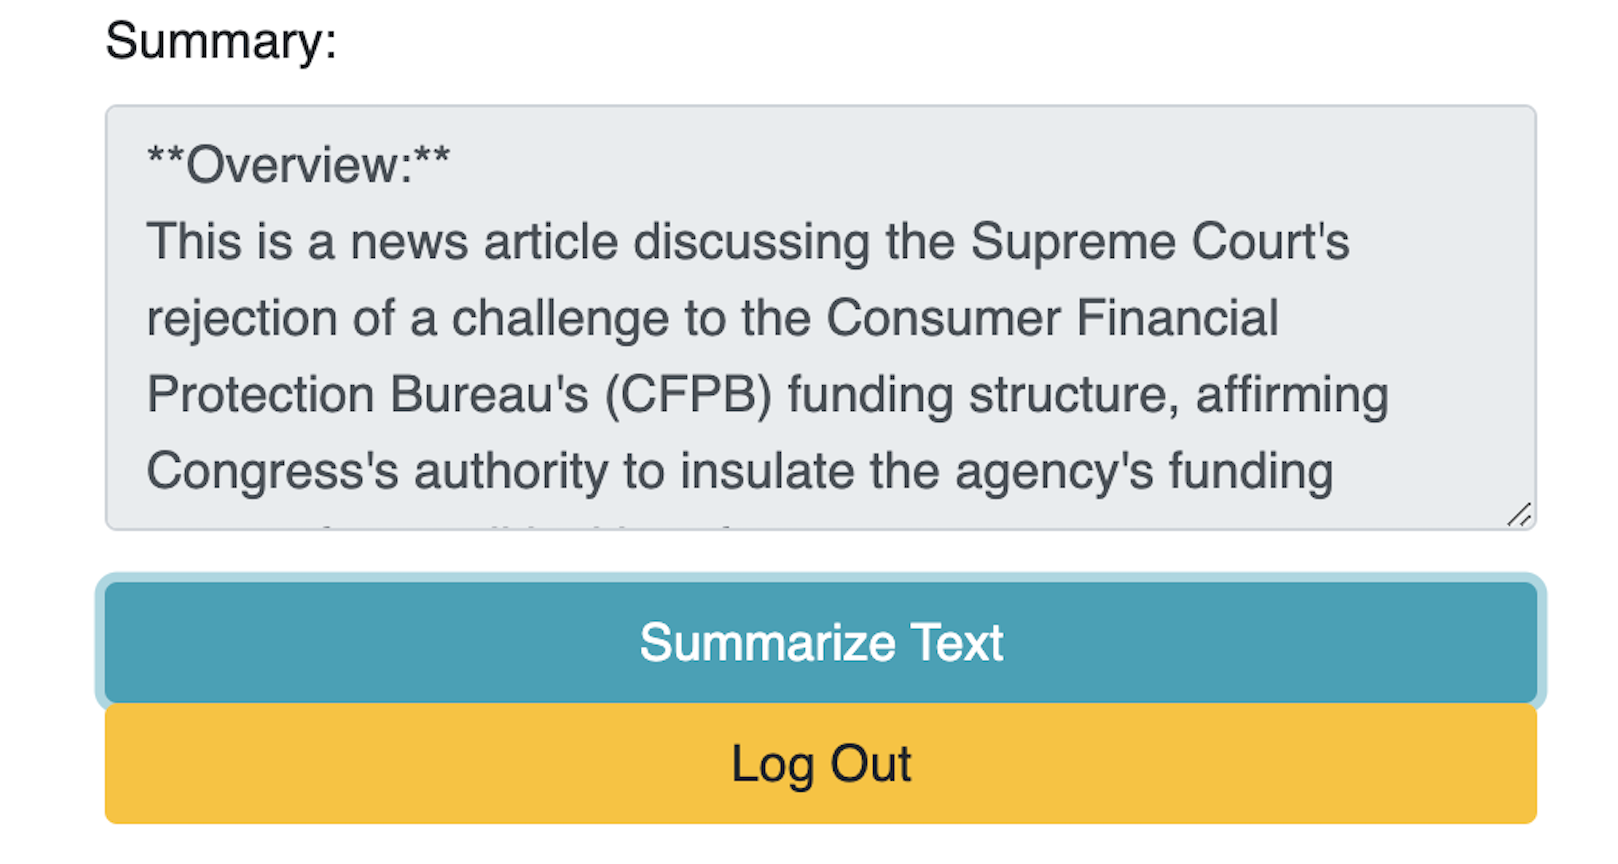 Summary:
**Overview:**
This is a news article discussing the Supreme Court's
rejection of a challenge to the Consumer Financial
Protection Bureau's (CFPB) funding structure, affirming
Congress's authority to insulate the agency's funding
Summarize Text
Log Out